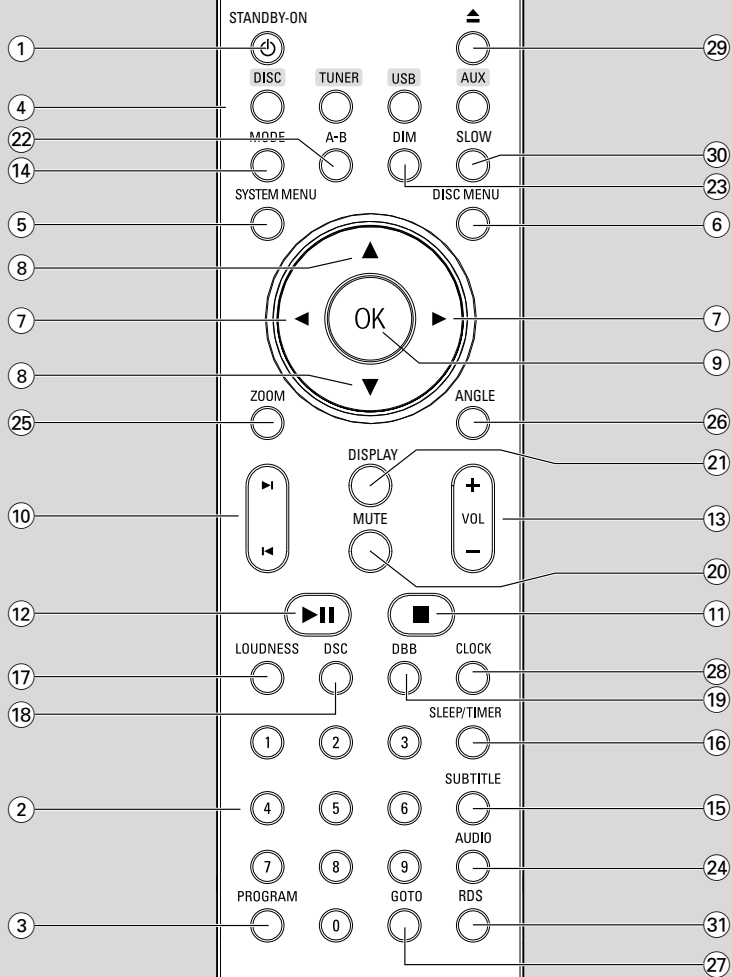 STANDBY-ON
1 29
DISC TUNER USB AUX
4
22 MODE A-B DIM SLOW 30
14 23
SYSTEM MENU DISC MENU
5 6
8
7 OK 7
9
8
ZOOM ANGLE
25 26
DISPLAY 21
10 VOL 13
MUTE
20
12 11
LOUDNESS DSC DBB CLOCK
17 28
18 19
SLEEP/TIMER
1 2 3 16
SUBTITLE
2 4 5 6 15
AUDIO
7 8 9 24
PROGRAM GOTO RDS
3 0 31
27